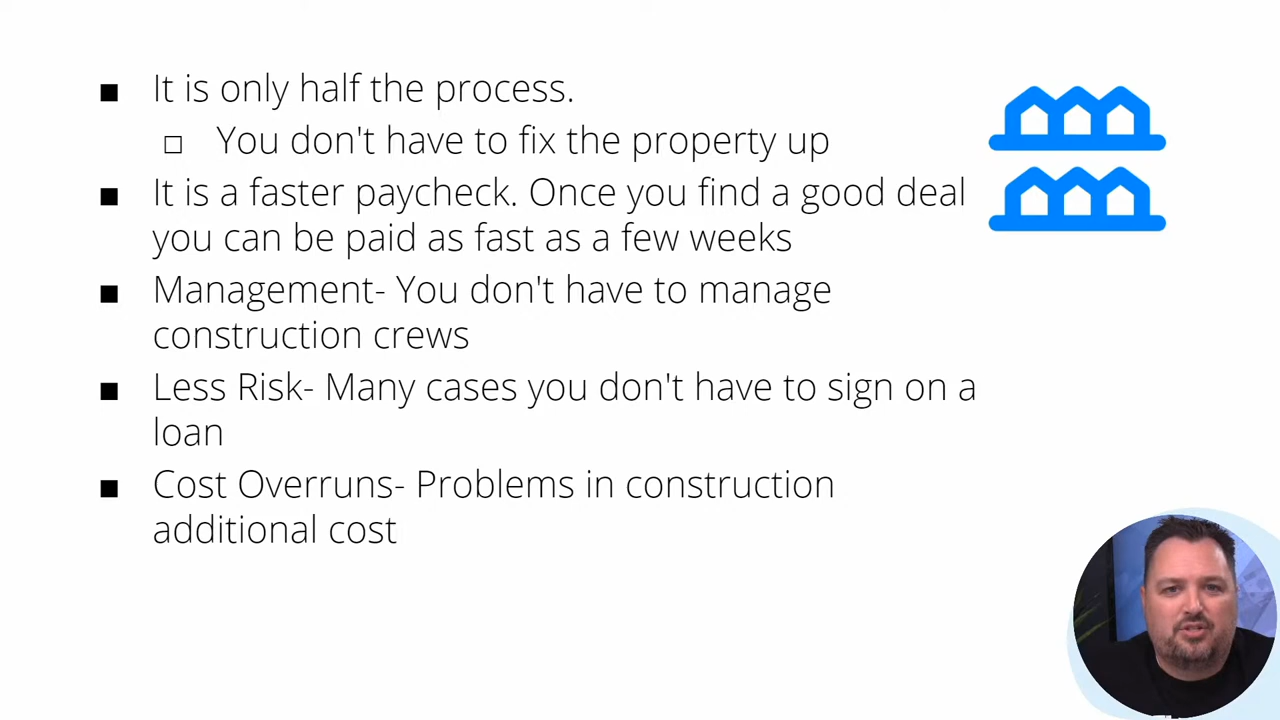 It is only half the process.
You don't have to fix the property up
It is a faster paycheck. Once you find a good deal
you can be paid as fast as a few weeks
Management- You don't have to manage
construction crews
Less Risk- Many cases you don't have to sign on a
loan
Cost Overruns- Problems in construction
additional cost